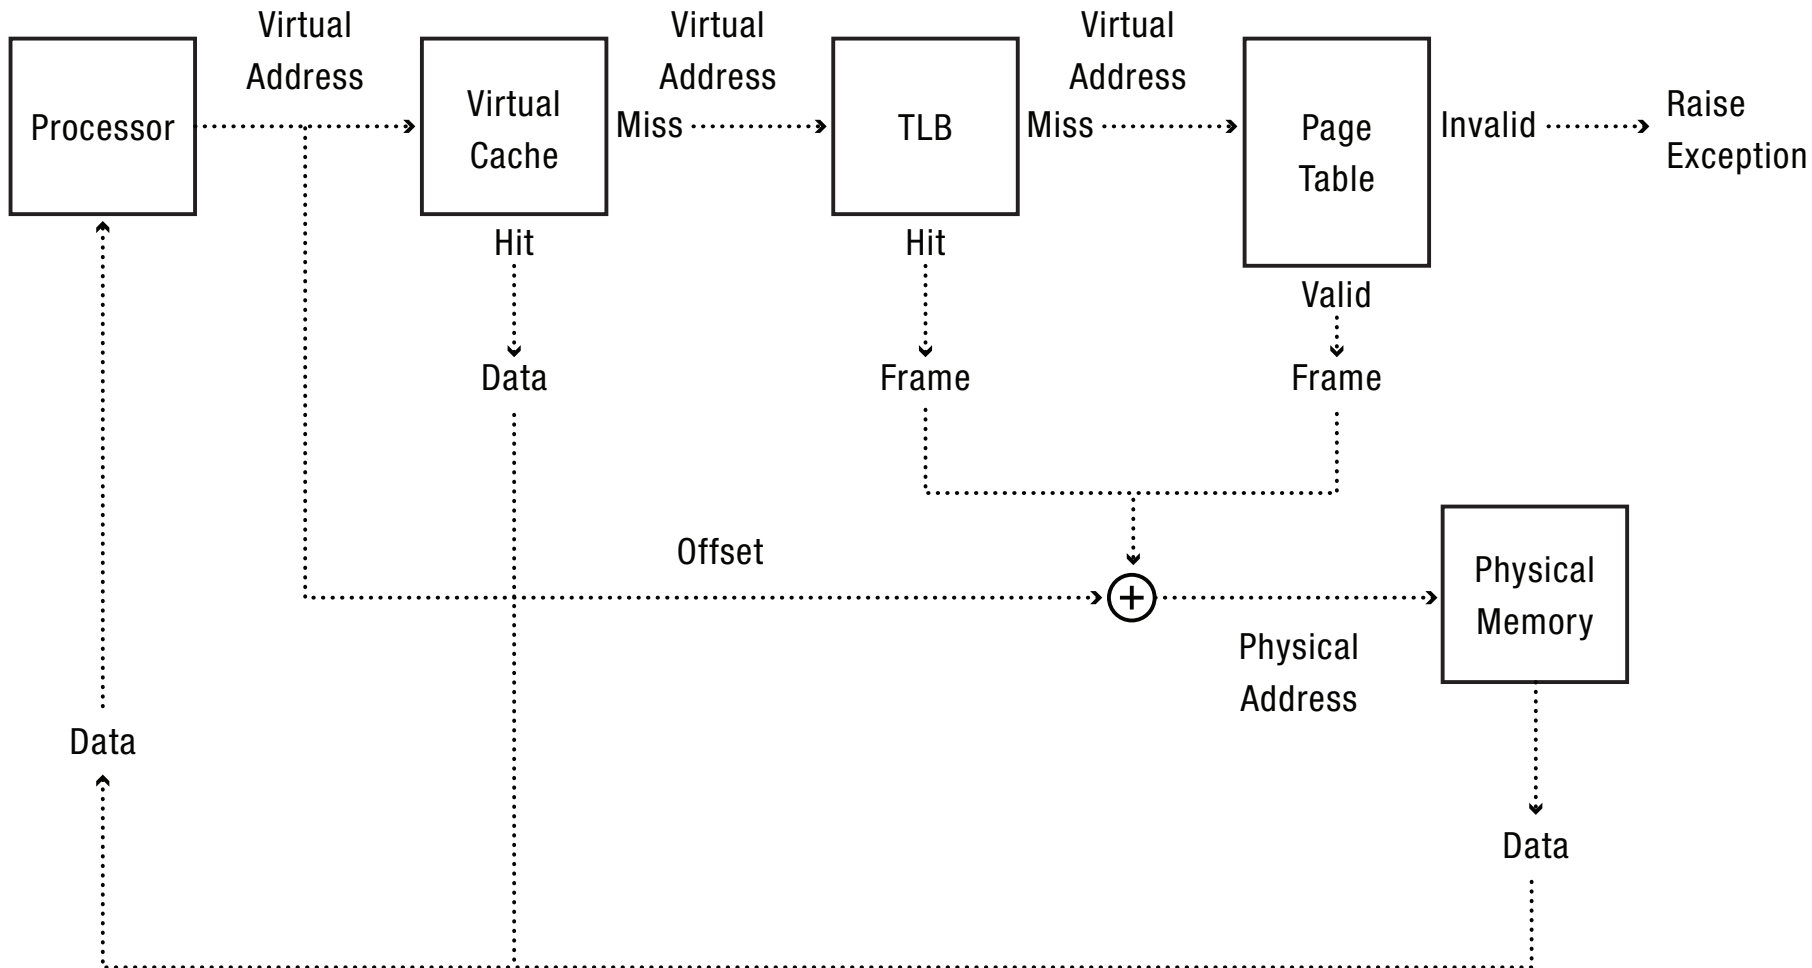 Virtual
Address
Virtual
Address
Virtual
Address
Processor
Virtual
Cache
Miss
TLB
Miss
Page
Table
Invalid
Raise
Exception
Hit
Hit
Valid
Data
Frame
Frame
Offset
+
Physical
Memory
Physical
Address
Data
Data